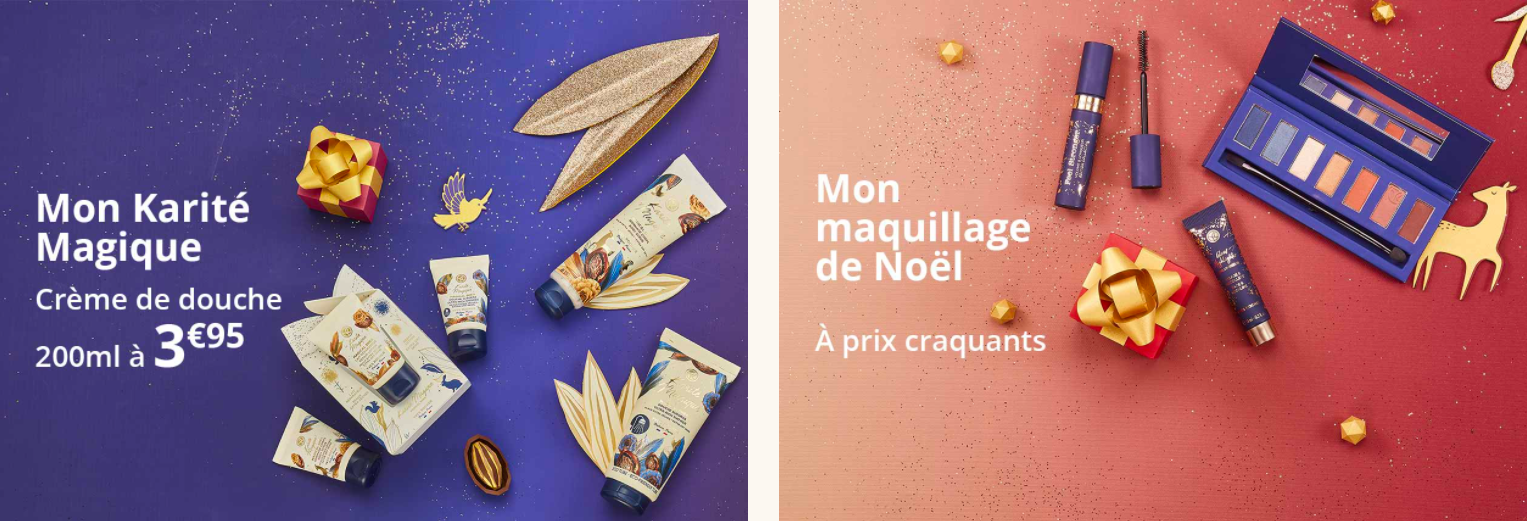 Mon Karité
Magique
Crème de douche
200ml à 3€95
Mon
maquillage
de Noël
À prix craquants